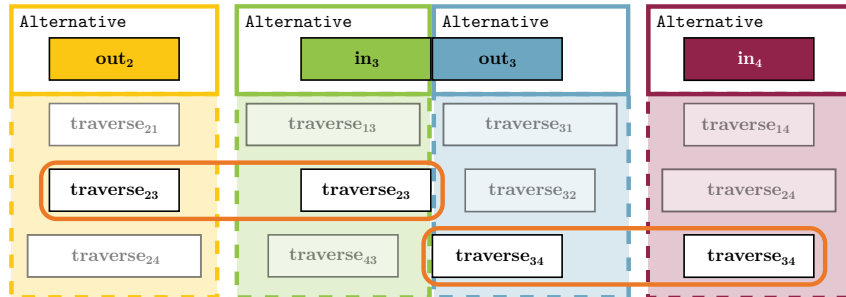 Alternative Alternative Alternative Alternative
out₂ in₃ out₃ in₄
traverse₂₁ traverse₁₃ traverse₃₁ traverse₁₄
traverse₂₃ traverse₂₃ traverse₃₂ traverse₂₄
traverse₂₄ traverse₄₃ traverse₃₄ traverse₃₄